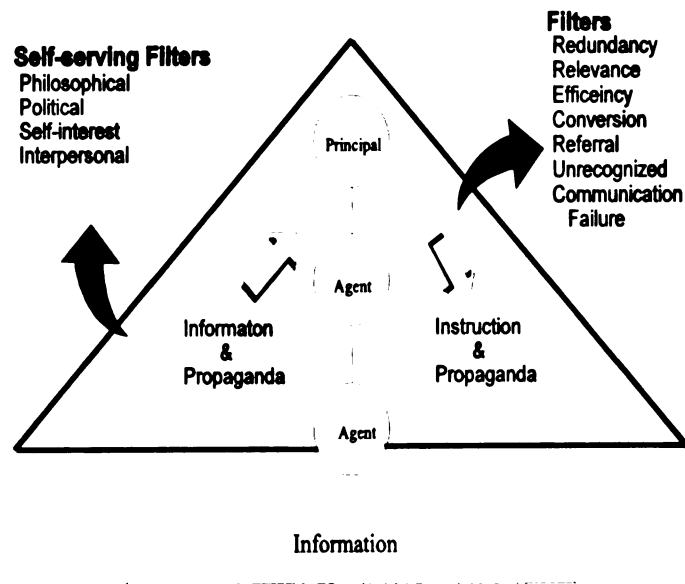 Self-serving Filters
Philosophical
Political
Self-interest
Interpersonal
Filters
Redundancy
Relevance
Efficeincy
Conversion
Referral
Unrecognized
Communication
Failure
Principal
Agent
Informaton
&
Propaganda
Instruction
&
Propaganda
Agent
Information